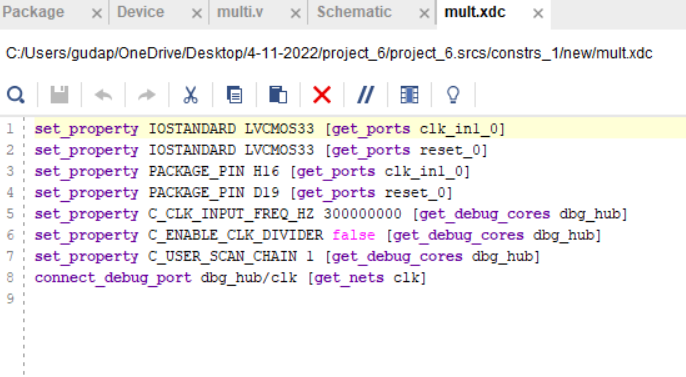 Package × Device × multi.v × Schematic × mult.xdc ×
C:/Users/gudap/OneDrive/Desktop/4-11-2022/project_6/project_6.srcs/constrs_1/new/mult.xdc
1 set_property IOSTANDARD LVCMOS33 [get_ports clk_in1_0]
2 set_property IOSTANDARD LVCMOS33 [get_ports reset_0]
3 set_property PACKAGE_PIN H16 [get_ports clk_in1_0]
4 set_property PACKAGE_PIN D19 [get_ports reset_0]
5 set_property C_CLK_INPUT_FREQ_HZ 300000000 [get_debug_cores dbg_hub]
6 set_property C_ENABLE_CLK_DIVIDER false [get_debug_cores dbg_hub]
7 set_property C_USER_SCAN_CHAIN 1 [get_debug_cores dbg_hub]
8 connect_debug_port dbg_hub/clk [get_nets clk]
9